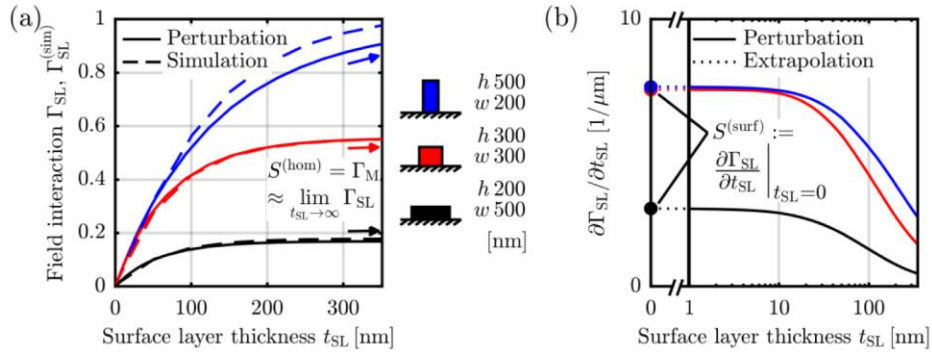 (a)
Field interaction Γ_SL, Γ_SL^(sim)
1
0.8
0.6
0.4
0.2
0
0 100 200 300
Surface layer thickness t_SL [nm]
Perturbation
Simulation
S^(hom) = Γ_M
≈ lim Γ_SL
t_SL→∞
h 500
w 200
h 300
w 300
h 200
w 500
[nm]
(b)
∂Γ_SL/∂t_SL [1/μm]
10
0
0 1 10 100
Surface layer thickness t_SL [nm]
Perturbation
Extrapolation
S^(surf) :=
∂Γ_SL/∂t_SL |_{t_SL=0}